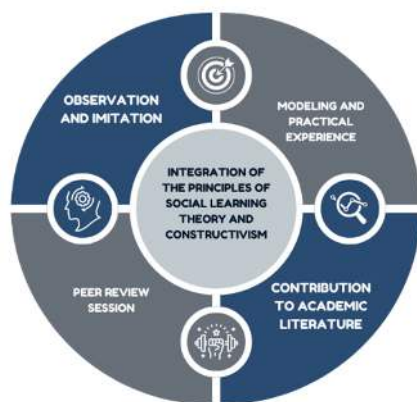 OBSERVATION
AND IMITATION
MODELING AND
PRACTICAL
EXPERIENCE
INTEGRATION OF
THE PRINCIPLES OF
SOCIAL LEARNING
THEORY AND
CONSTRUCTIVISM
PEER REVIEW
SESSION
CONTRIBUTION
TO ACADEMIC
LITERATURE